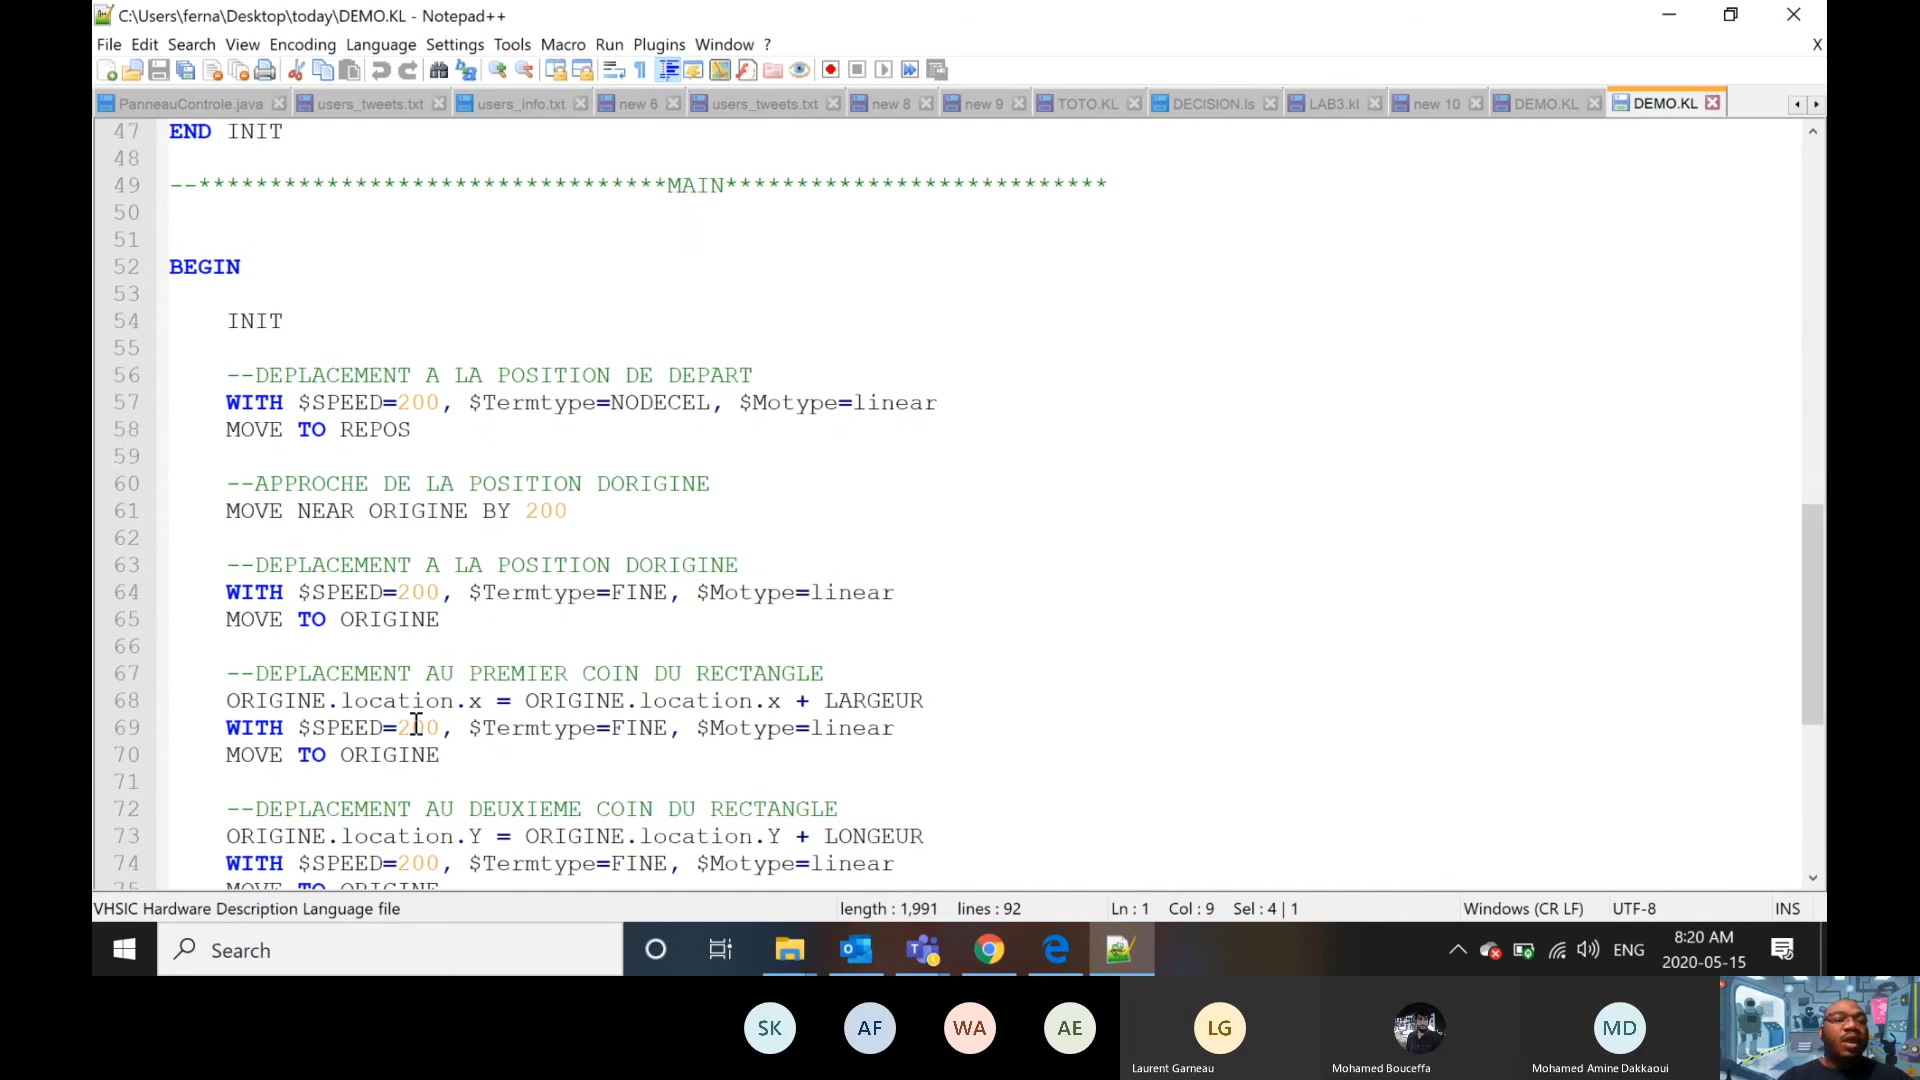 C:\Users\ferna\Desktop\today\DEMO.KL - Notepad++
File Edit Search View Encoding Language Settings Tools Macro Run Plugins Window ? X
PanneauControle.java users_tweets.txt users_info.txt new 6 users_tweets.txt new 8 new 9 TOTO.KL DECISION.ls LAB3.kl new 10 DEMO.KL DEMO.KL
47 END INIT
48
49 --*********************************MAIN***************************
50
51
52 BEGIN
53
54 INIT
55
56 --DEPLACEMENT A LA POSITION DE DEPART
57 WITH $SPEED=200, $Termtype=NODECEL, $Motype=linear
58 MOVE TO REPOS
59
60 --APPROCHE DE LA POSITION DORIGINE
61 MOVE NEAR ORIGINE BY 200
62
63 --DEPLACEMENT A LA POSITION DORIGINE
64 WITH $SPEED=200, $Termtype=FINE, $Motype=linear
65 MOVE TO ORIGINE
66
67 --DEPLACEMENT AU PREMIER COIN DU RECTANGLE
68 ORIGINE.location.x = ORIGINE.location.x + LARGEUR
69 WITH $SPEED=200, $Termtype=FINE, $Motype=linear
70 MOVE TO ORIGINE
71
72 --DEPLACEMENT AU DEUXIEME COIN DU RECTANGLE
73 ORIGINE.location.Y = ORIGINE.location.Y + LONGEUR
74 WITH $SPEED=200, $Termtype=FINE, $Motype=linear
75 MOVE TO ORIGINE
VHSIC Hardware Description Language file length : 1,991 lines : 92 Ln : 1 Col : 9 Sel : 4 | 1 Windows (CR LF) UTF-8 INS
Search ENG 8:20 AM
2020-05-15
SK AF WA AE LG MD
Laurent Garneau Mohamed Bouceffa Mohamed Amine Dakkaoui